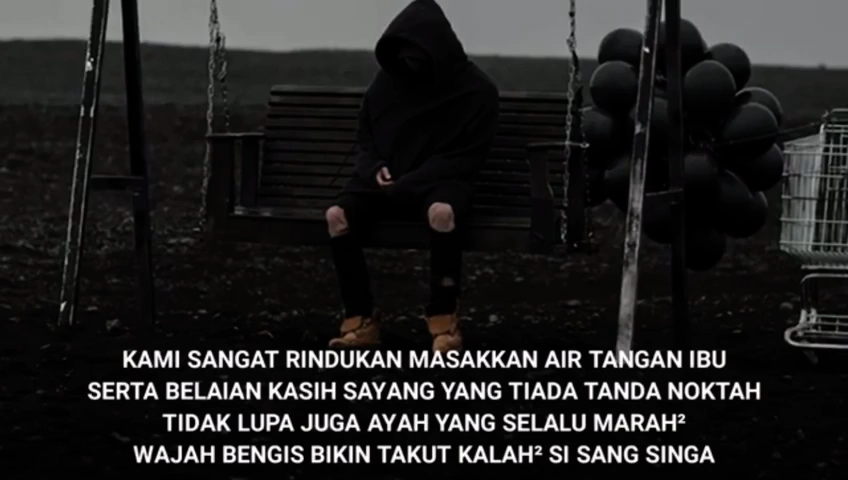 KAMI SANGAT RINDUKAN MASAKKAN AIR TANGAN IBU
SERTA BELAIAN KASIH SAYANG YANG TIADA TANDA NOKTAH
TIDAK LUPA JUGA AYAH YANG SELALU MARAH²
WAJAH BENGIS BIKIN TAKUT KALAH² SI SANG SINGA